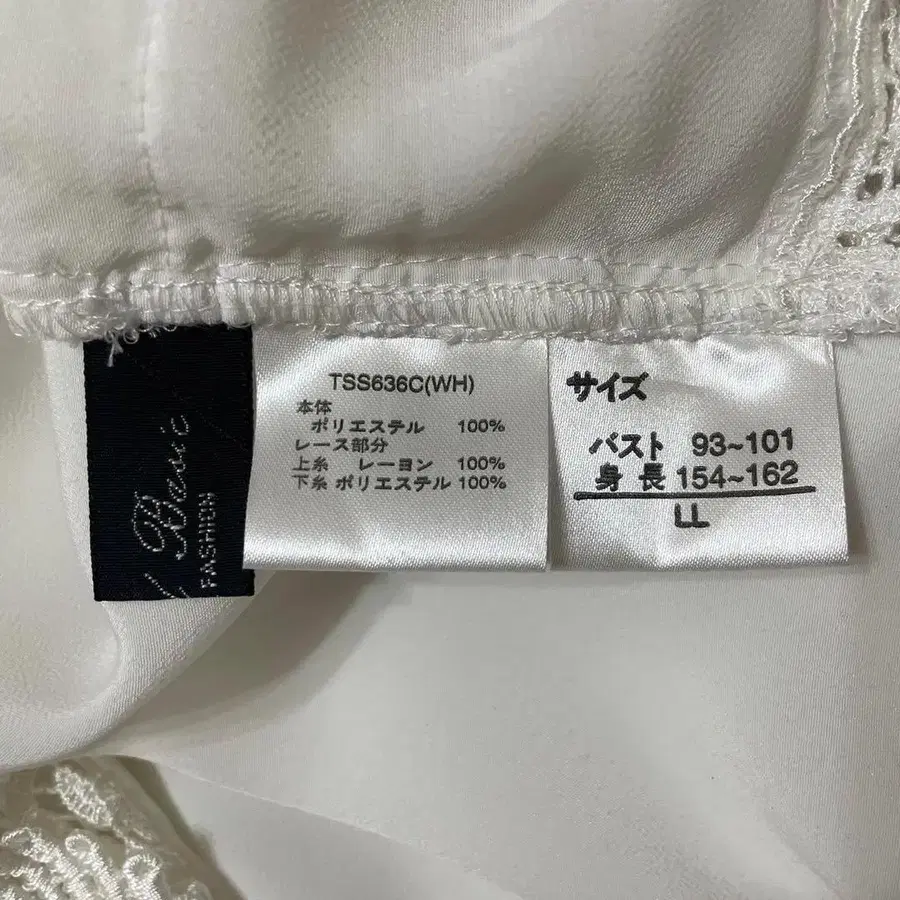 Basic
FASHION
TSS636C(WH)
本体
ポリエステル 100%
レース部分
上糸 レーヨン 100%
下糸 ポリエステル 100%
サイズ
バスト 93~101
身長 154~162
LL